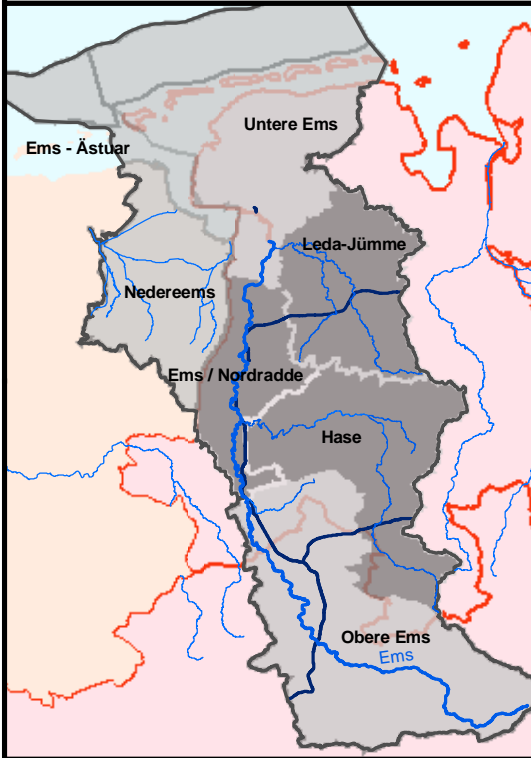 Untere Ems
Ems - Ästuar
Leda-Jümme
Nedereems
Ems / Nordradde
Hase
Obere Ems
Ems